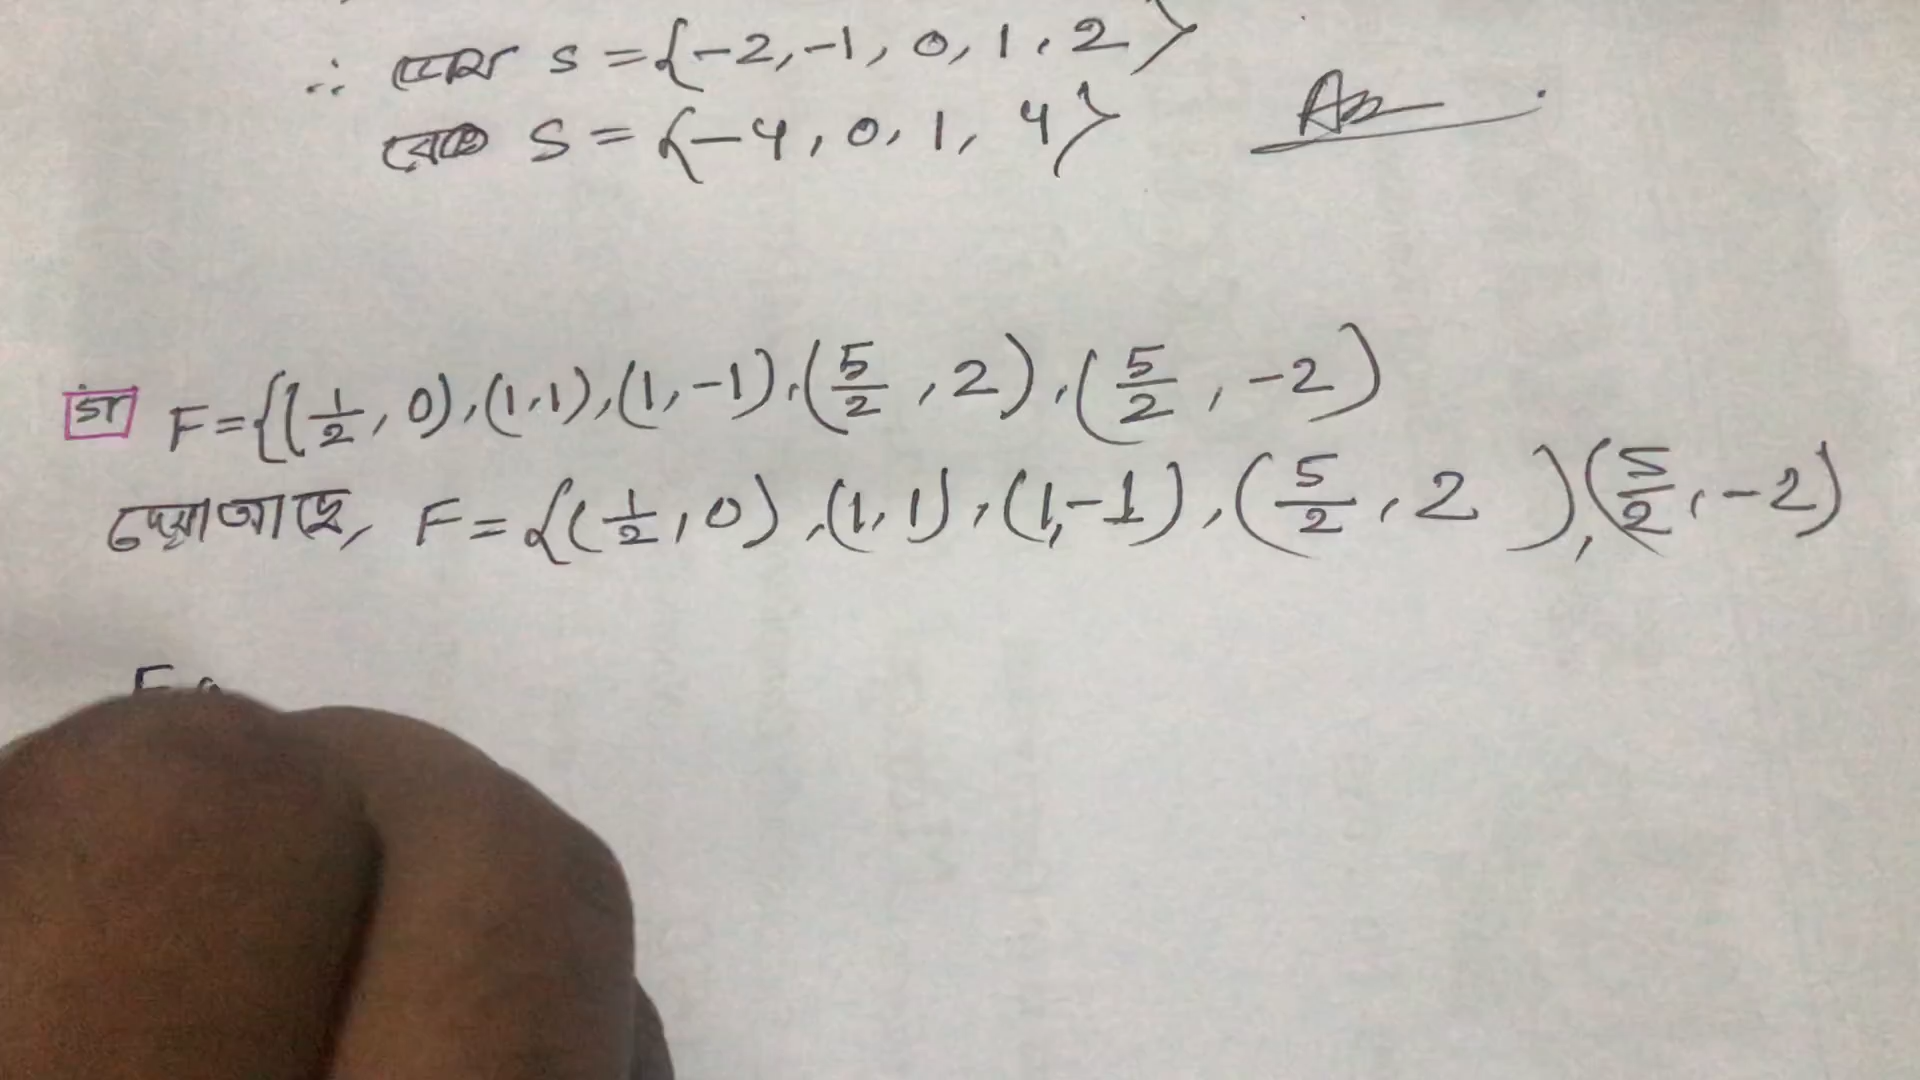 ∴ ডোম S = {-2, -1, 0, 1, 2}
রেঞ্জ S = {-4, 0, 1, 4} Ans
গ F = {(1/2, 0), (1, 1), (1, -1), (5/2, 2), (5/2, -2)
দেয়া আছে, F = {(1/2, 0), (1, 1), (1, -1), (5/2, 2), (5/2, -2)